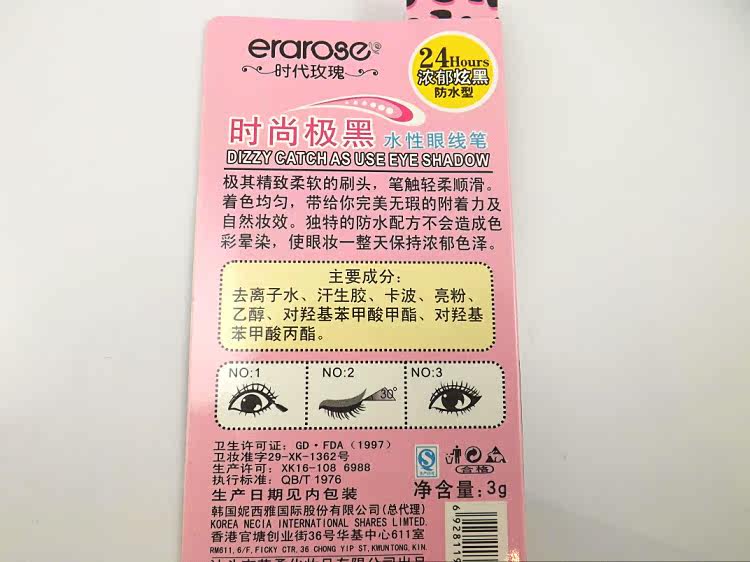 erarose
时代玫瑰
24Hours
浓郁炫黑
防水型
时尚极黑 水性眼线笔
DIZZY CATCH AS USE EYE SHADOW
极其精致柔软的刷头，笔触轻柔顺滑。
着色均匀，带给你完美无瑕的附着力及
自然妆效。独特的防水配方不会造成色
彩晕染，使眼妆一整天保持浓郁色泽。
主要成分：
去离子水、汗生胶、卡波、亮粉、
乙醇、对羟基苯甲酸甲酯、对羟基
苯甲酸丙酯。
NO:1 NO:2 NO:3
30°
卫生许可证：GD·FDA（1997）
卫妆准字29-XK-1362号
生产许可：XK16-108 6988
执行标准：QB/T 1976
生产日期见内包装
合格
净含量：3g
韩国妮西雅国际股份有限公司(总代理)
KOREA NECIA INTERNATIONAL SHARES LIMTED.
香港官塘创业街36号华基中心611室
RM611, 6/F, FICKY CTR, 36 CHONG YIP ST, KWUNTONG, KIN.
6928119